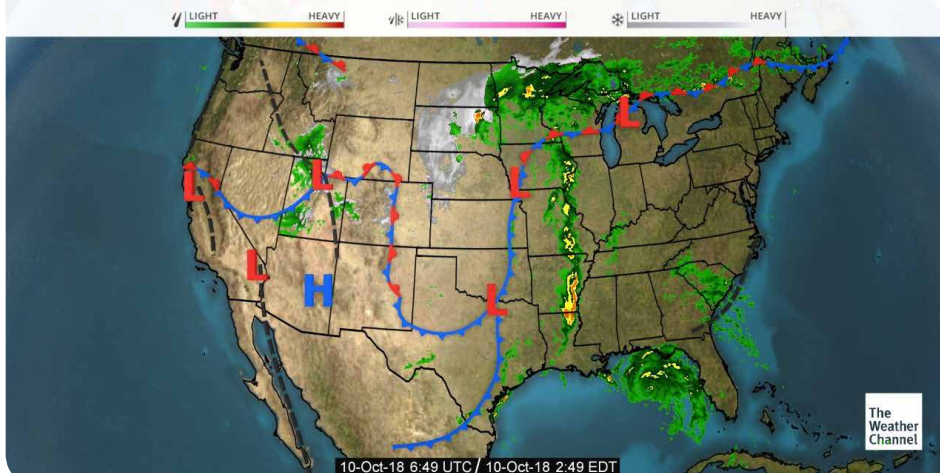 LIGHT HEAVY LIGHT HEAVY LIGHT HEAVY
L
L
L
L
L
H
L
The
Weather
Channel
10-Oct-18 6:49 UTC / 10-Oct-18 2:49 EDT